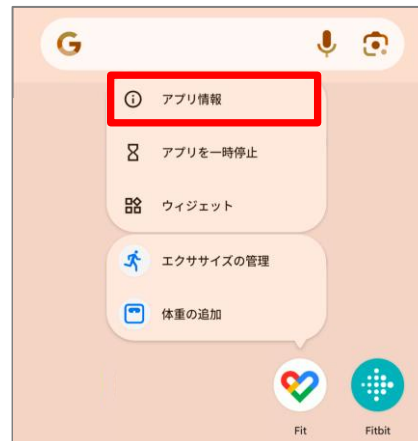 アプリ情報
アプリを一時停止
ウィジェット
エクササイズの管理
体重の追加
Fit
Fitbit